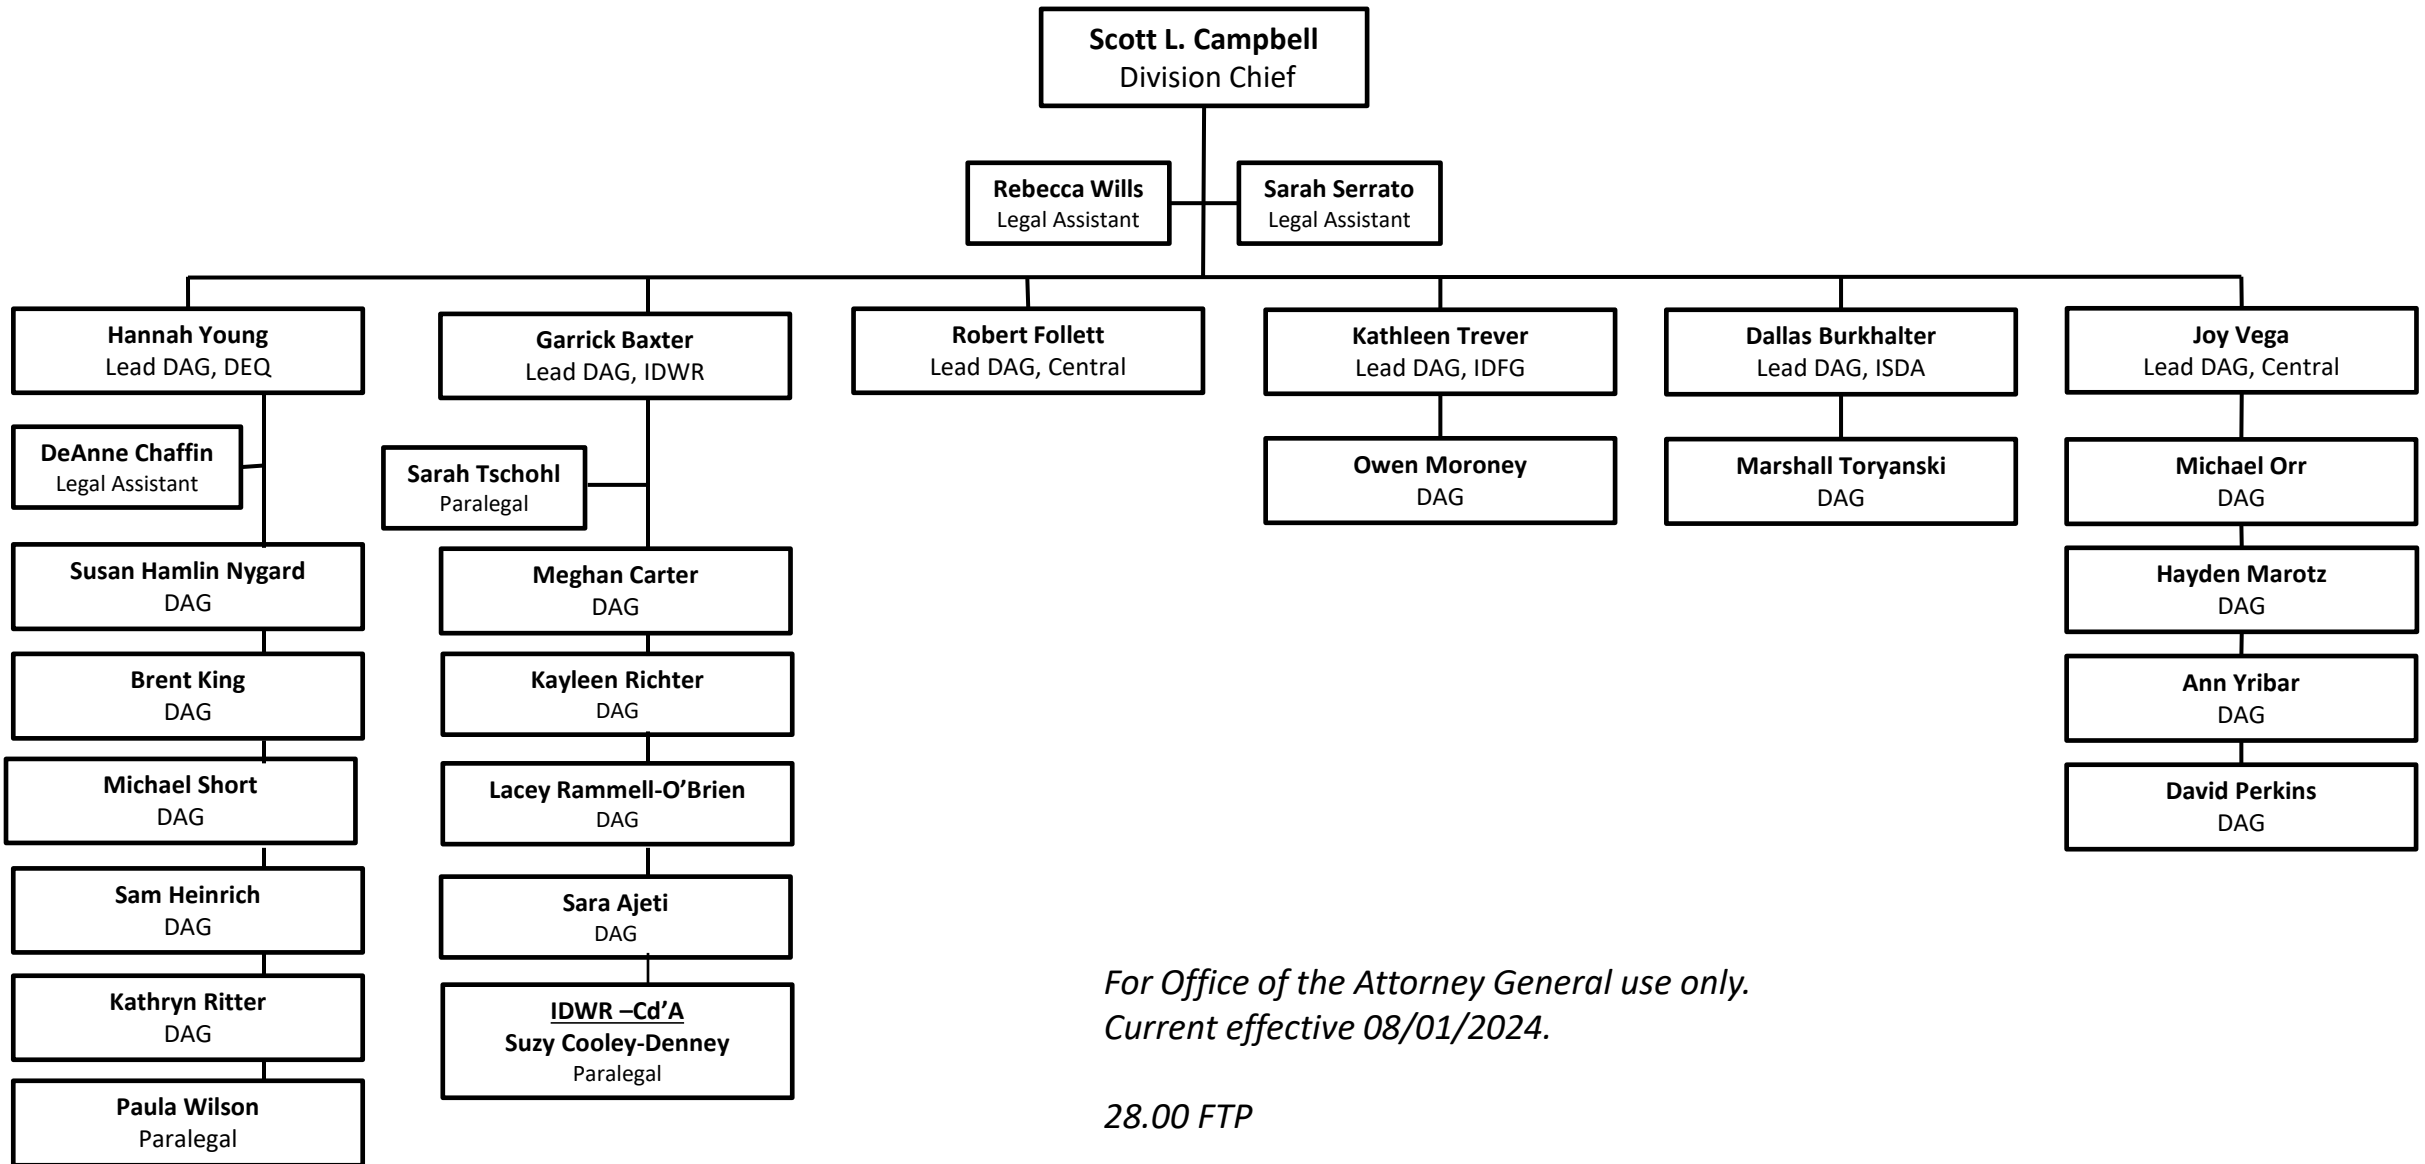 Scott L. Campbell
Division Chief
Rebecca Wills
Legal Assistant
Sarah Serrato
Legal Assistant
Hannah Young
Lead DAG, DEQ
DeAnne Chaffin
Legal Assistant
Susan Hamlin Nygard
DAG
Brent King
DAG
Michael Short
DAG
Sam Heinrich
DAG
Kathryn Ritter
DAG
Paula Wilson
Paralegal
Garrick Baxter
Lead DAG, IDWR
Sarah Tschohl
Paralegal
Meghan Carter
DAG
Kayleen Richter
DAG
Lacey Rammell-O’Brien
DAG
Sara Ajeti
DAG
IDWR –Cd’A
Suzy Cooley-Denney
Paralegal
Robert Follett
Lead DAG, Central
Kathleen Trever
Lead DAG, IDFG
Owen Moroney
DAG
Dallas Burkhalter
Lead DAG, ISDA
Marshall Toryanski
DAG
Joy Vega
Lead DAG, Central
Michael Orr
DAG
Hayden Marotz
DAG
Ann Yribar
DAG
David Perkins
DAG
For Office of the Attorney General use only.
Current effective 08/01/2024.
28.00 FTP